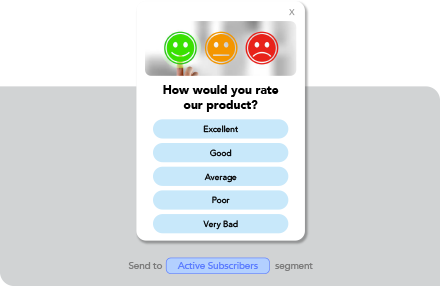 X
How would you rate
our product?
Excellent
Good
Average
Poor
Very Bad
Send to Active Subscribers segment